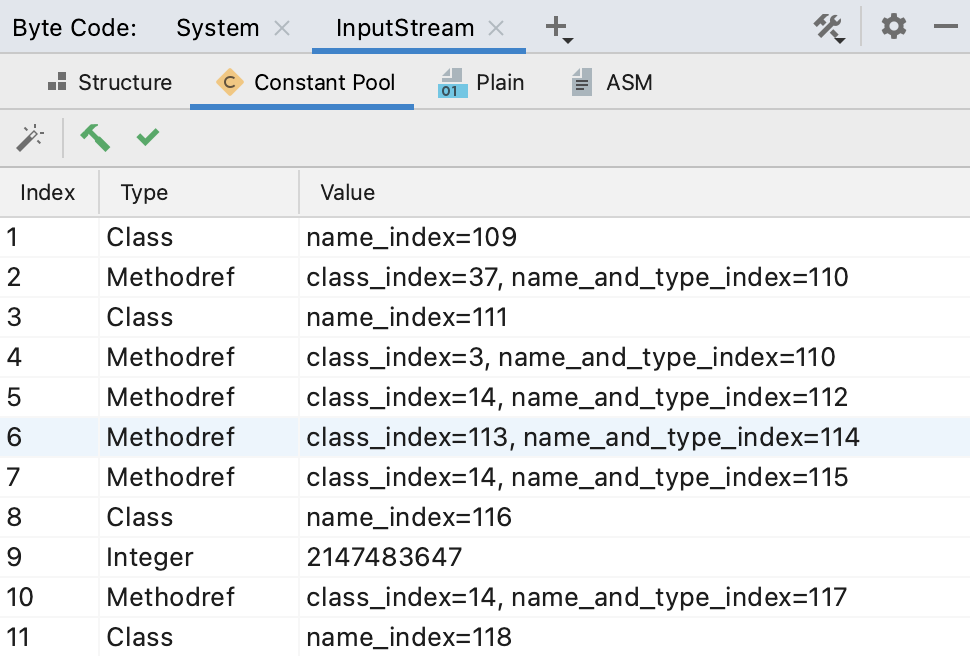 Byte Code: System InputStream
Structure Constant Pool 01 Plain ASM
Index Type Value
1 Class name_index=109
2 Methodref class_index=37, name_and_type_index=110
3 Class name_index=111
4 Methodref class_index=3, name_and_type_index=110
5 Methodref class_index=14, name_and_type_index=112
6 Methodref class_index=113, name_and_type_index=114
7 Methodref class_index=14, name_and_type_index=115
8 Class name_index=116
9 Integer 2147483647
10 Methodref class_index=14, name_and_type_index=117
11 Class name_index=118